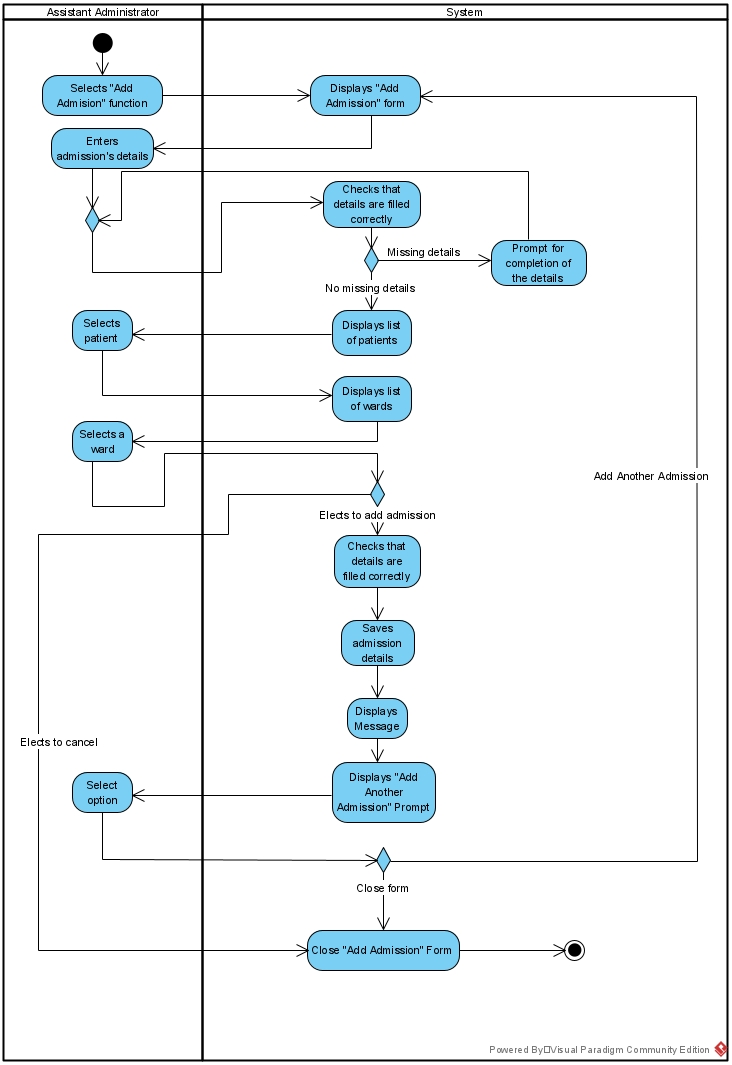 Assistant Administrator
System
Selects "Add
Admision" function
Displays "Add
Admission" form
Enters
admission's details
Checks that
details are filled
correctly
Missing details
Prompt for
completion of
the details
No missing details
Selects
patient
Displays list
of patients
Displays list
of wards
Selects a
ward
Add Another Admission
Elects to add admission
Checks that
details are
filled correctly
Saves
admission
details
Displays
Message
Elects to cancel
Select
option
Displays "Add
Another
Admission" Prompt
Close form
Close "Add Admission" Form
Powered By Visual Paradigm Community Edition